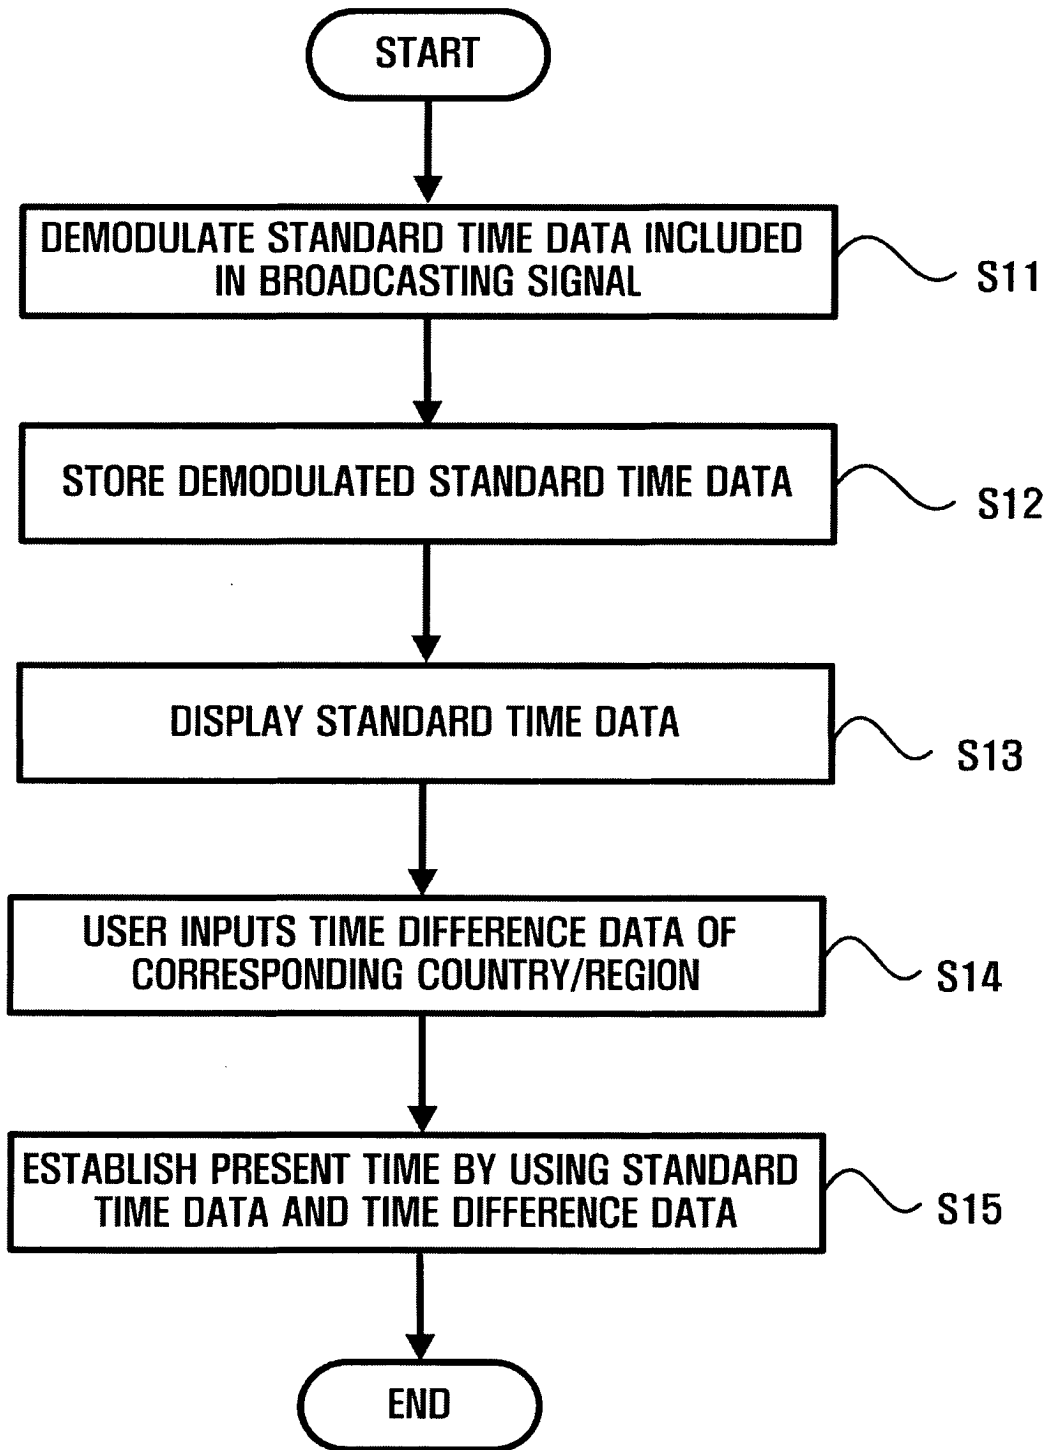 START
DEMODULATE STANDARD TIME DATA INCLUDED
IN BROADCASTING SIGNAL
S11
STORE DEMODULATED STANDARD TIME DATA
S12
DISPLAY STANDARD TIME DATA
S13
USER INPUTS TIME DIFFERENCE DATA OF
CORRESPONDING COUNTRY/REGION
S14
ESTABLISH PRESENT TIME BY USING STANDARD
TIME DATA AND TIME DIFFERENCE DATA
S15
END